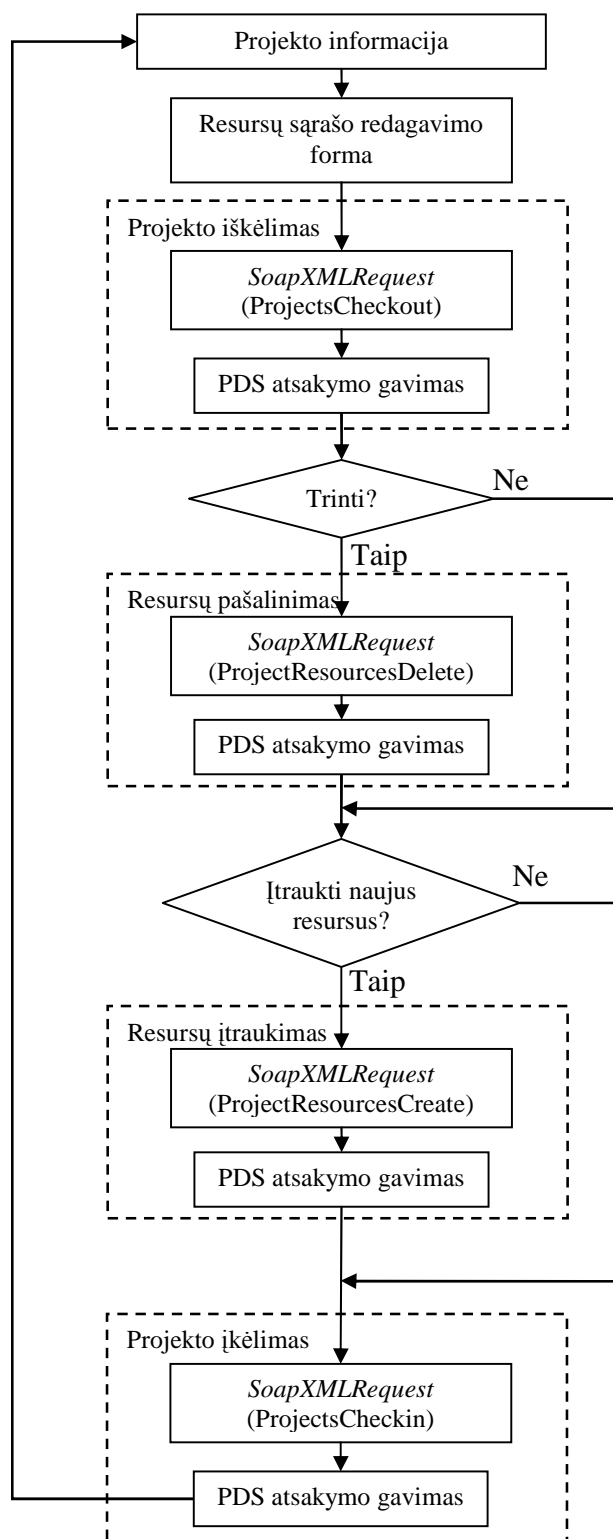 Projekto informacija
Resursų sąrašo redagavimo
forma
Projekto iškėlimas
SoapXMLRequest
(ProjectsCheckout)
PDS atsakymo gavimas
Trinti?
Ne
Taip
Resursų pašalinimas
SoapXMLRequest
(ProjectResourcesDelete)
PDS atsakymo gavimas
Įtraukti naujus
resursus?
Ne
Taip
Resursų įtraukimas
SoapXMLRequest
(ProjectResourcesCreate)
PDS atsakymo gavimas
Projekto įkėlimas
SoapXMLRequest
(ProjectsCheckin)
PDS atsakymo gavimas